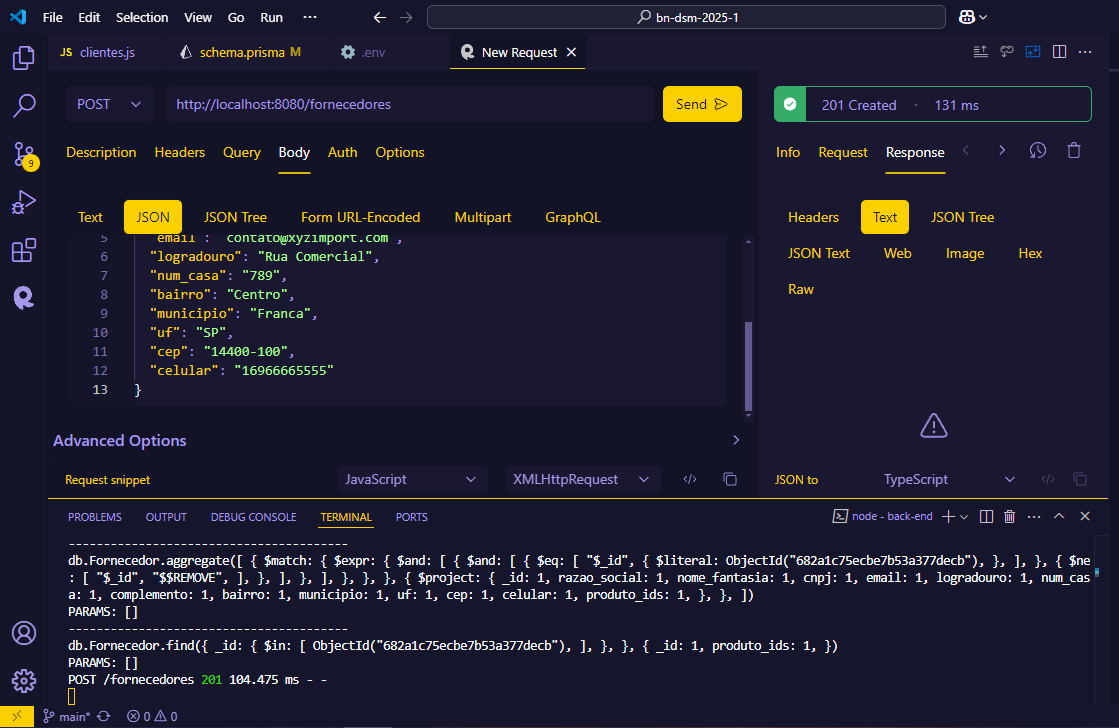 File Edit Selection View Go Run ··· bn-dsm-2025-1
JS clientes.js schema.prisma M .env New Request
POST http://localhost:8080/fornecedores Send
201 Created · 131 ms
Description Headers Query Body Auth Options
Info Request Response
Text JSON JSON Tree Form URL-Encoded Multipart GraphQL
Headers Text JSON Tree
JSON Text Web Image Hex
Raw
9
5 "email": "contato@xyzimport.com",
6 "logradouro": "Rua Comercial",
7 "num_casa": "789",
8 "bairro": "Centro",
9 "municipio": "Franca",
10 "uf": "SP",
11 "cep": "14400-100",
12 "celular": "16966665555"
13 }
Advanced Options
Request snippet JavaScript XMLHttpRequest
JSON to TypeScript
PROBLEMS OUTPUT DEBUG CONSOLE TERMINAL PORTS node - back-end
----------------------------------------
db.Fornecedor.aggregate([ { $match: { $expr: { $and: [ { $and: [ { $eq: [ "$_id", { $literal: ObjectId("682a1c75ecbe7b53a377decb"), }, ], }, { $ne
: [ "$_id", "$$REMOVE", ], }, ], }, ], }, }, }, { $project: { _id: 1, razao_social: 1, nome_fantasia: 1, cnpj: 1, email: 1, logradouro: 1, num_cas
a: 1, complemento: 1, bairro: 1, municipio: 1, uf: 1, cep: 1, celular: 1, produto_ids: 1, }, }, ])
PARAMS: []
----------------------------------------
db.Fornecedor.find({ _id: { $in: [ ObjectId("682a1c75ecbe7b53a377decb"), ], }, }, { _id: 1, produto_ids: 1, })
PARAMS: []
POST /fornecedores 201 104.475 ms - -
main* 0 0